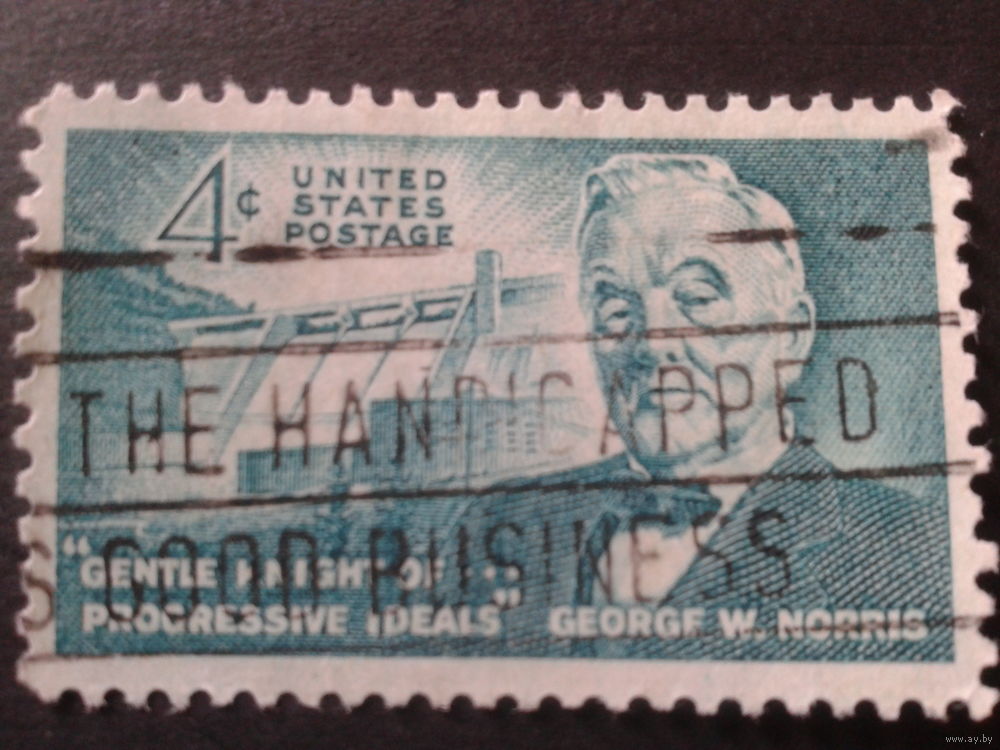 4¢
UNITED
STATES
POSTAGE
THE HANDICAPPED
S GOOD BUSINESS
"GENTLE KNIGHT OF . . .
PROGRESSIVE IDEALS"
GEORGE W. NORRIS
www.ay.by